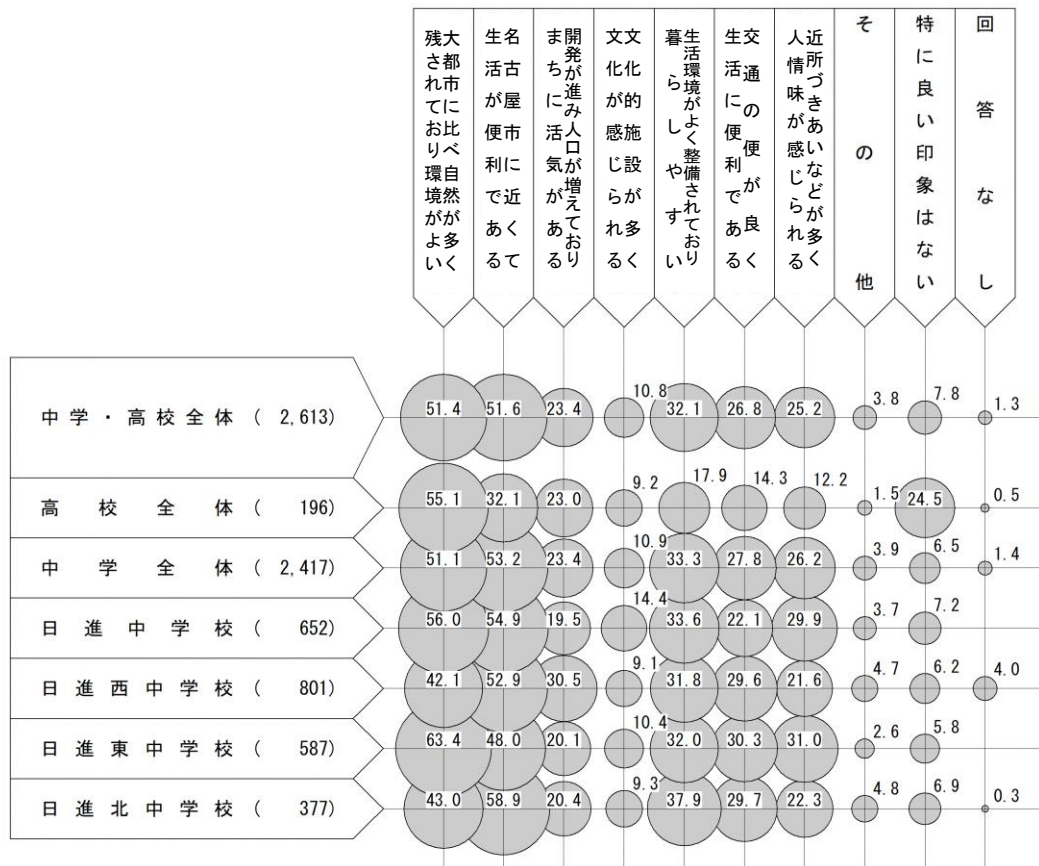 大都市に比べ自然が多く
残されており環境がよい
名古屋市に近くて
生活が便利である
開発が進み人口が増えており
まちに活気がある
文化的施設が多く
文化が感じられる
生活環境がよく整備されており
暮らしやすい
交通の便が良く
生活に便利である
近所づきあいなどが多く
人情味が感じられる
その他
特に良い印象はない
回答なし
中学・高校全体 ( 2,613) 51.4 51.6 23.4 10.8 32.1 26.8 25.2 3.8 7.8 1.3
高校全体 ( 196) 55.1 32.1 23.0 9.2 17.9 14.3 12.2 1.5 24.5 0.5
中学全体 ( 2,417) 51.1 53.2 23.4 10.9 33.3 27.8 26.2 3.9 6.5 1.4
日進中学校 ( 652) 56.0 54.9 19.5 14.4 33.6 22.1 29.9 3.7 7.2
日進西中学校 ( 801) 42.1 52.9 30.5 9.1 31.8 29.6 21.6 4.7 6.2 4.0
日進東中学校 ( 587) 63.4 48.0 20.1 10.4 32.0 30.3 31.0 2.6 5.8
日進北中学校 ( 377) 43.0 58.9 20.4 9.3 37.9 29.7 22.3 4.8 6.9 0.3